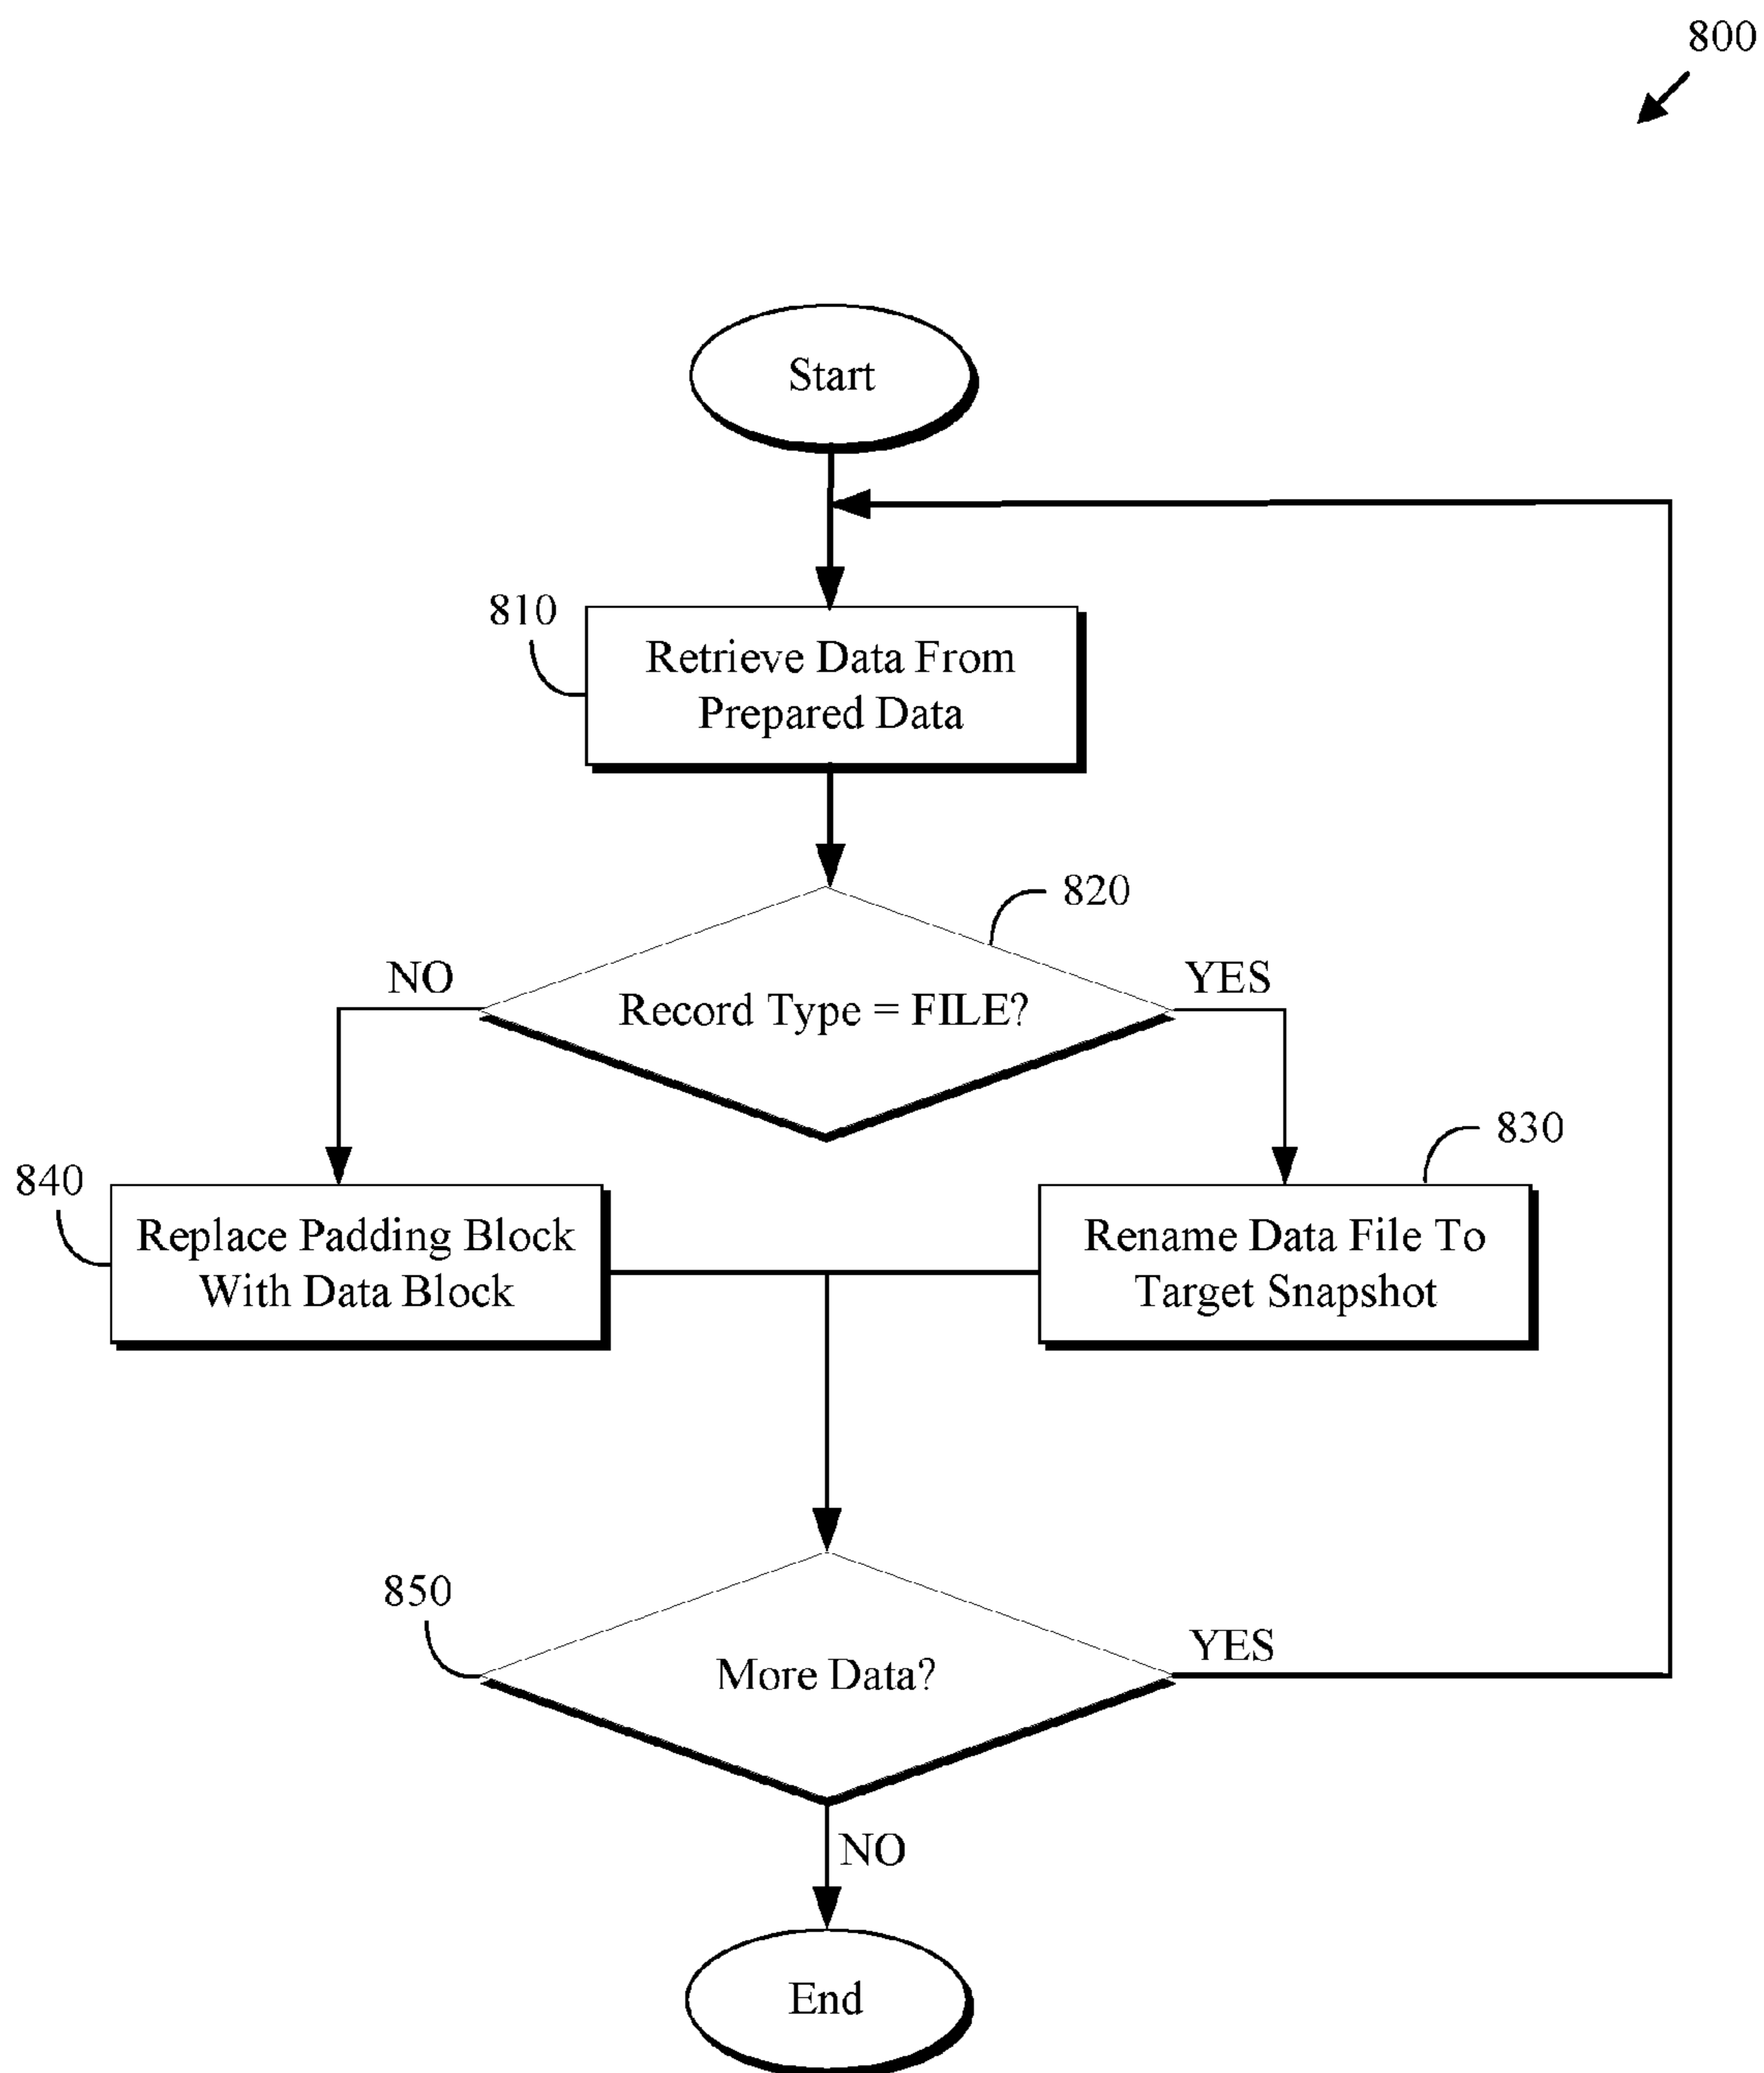 800
Start
810
Retrieve Data From
Prepared Data
820
NO
YES
Record Type = FILE?
830
840
Replace Padding Block
With Data Block
Rename Data File To
Target Snapshot
850
YES
More Data?
NO
End